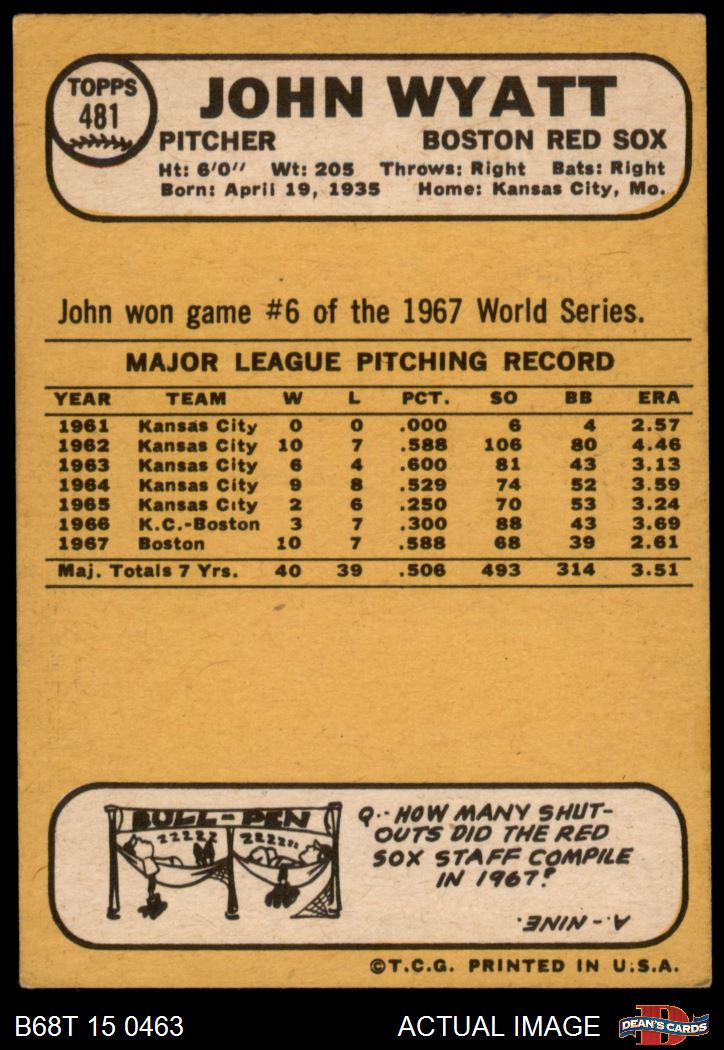 TOPPS
481
JOHN WYATT
PITCHER BOSTON RED SOX
Ht: 6'0" Wt: 205 Throws: Right Bats: Right
Born: April 19, 1935 Home: Kansas City, Mo.
John won game #6 of the 1967 World Series.
MAJOR LEAGUE PITCHING RECORD
YEAR TEAM W L PCT. SO BB ERA
1961 Kansas City 0 0 .000 6 4 2.57
1962 Kansas City 10 7 .588 106 80 4.46
1963 Kansas City 6 4 .600 81 43 3.13
1964 Kansas City 9 8 .529 74 52 3.59
1965 Kansas City 2 6 .250 70 53 3.24
1966 K.C.-Boston 3 7 .300 88 43 3.69
1967 Boston 10 7 .588 68 39 2.61
Maj. Totals 7 Yrs. 40 39 .506 493 314 3.51
BULL-PEN
ZZZZZ ZZZZZZ
Q-- HOW MANY SHUT-
OUTS DID THE RED
SOX STAFF COMPILE
IN 1967?
A-- NINE.
©T.C.G. PRINTED IN U.S.A.
B68T 15 0463 ACTUAL IMAGE
D
DEAN'S CARDS